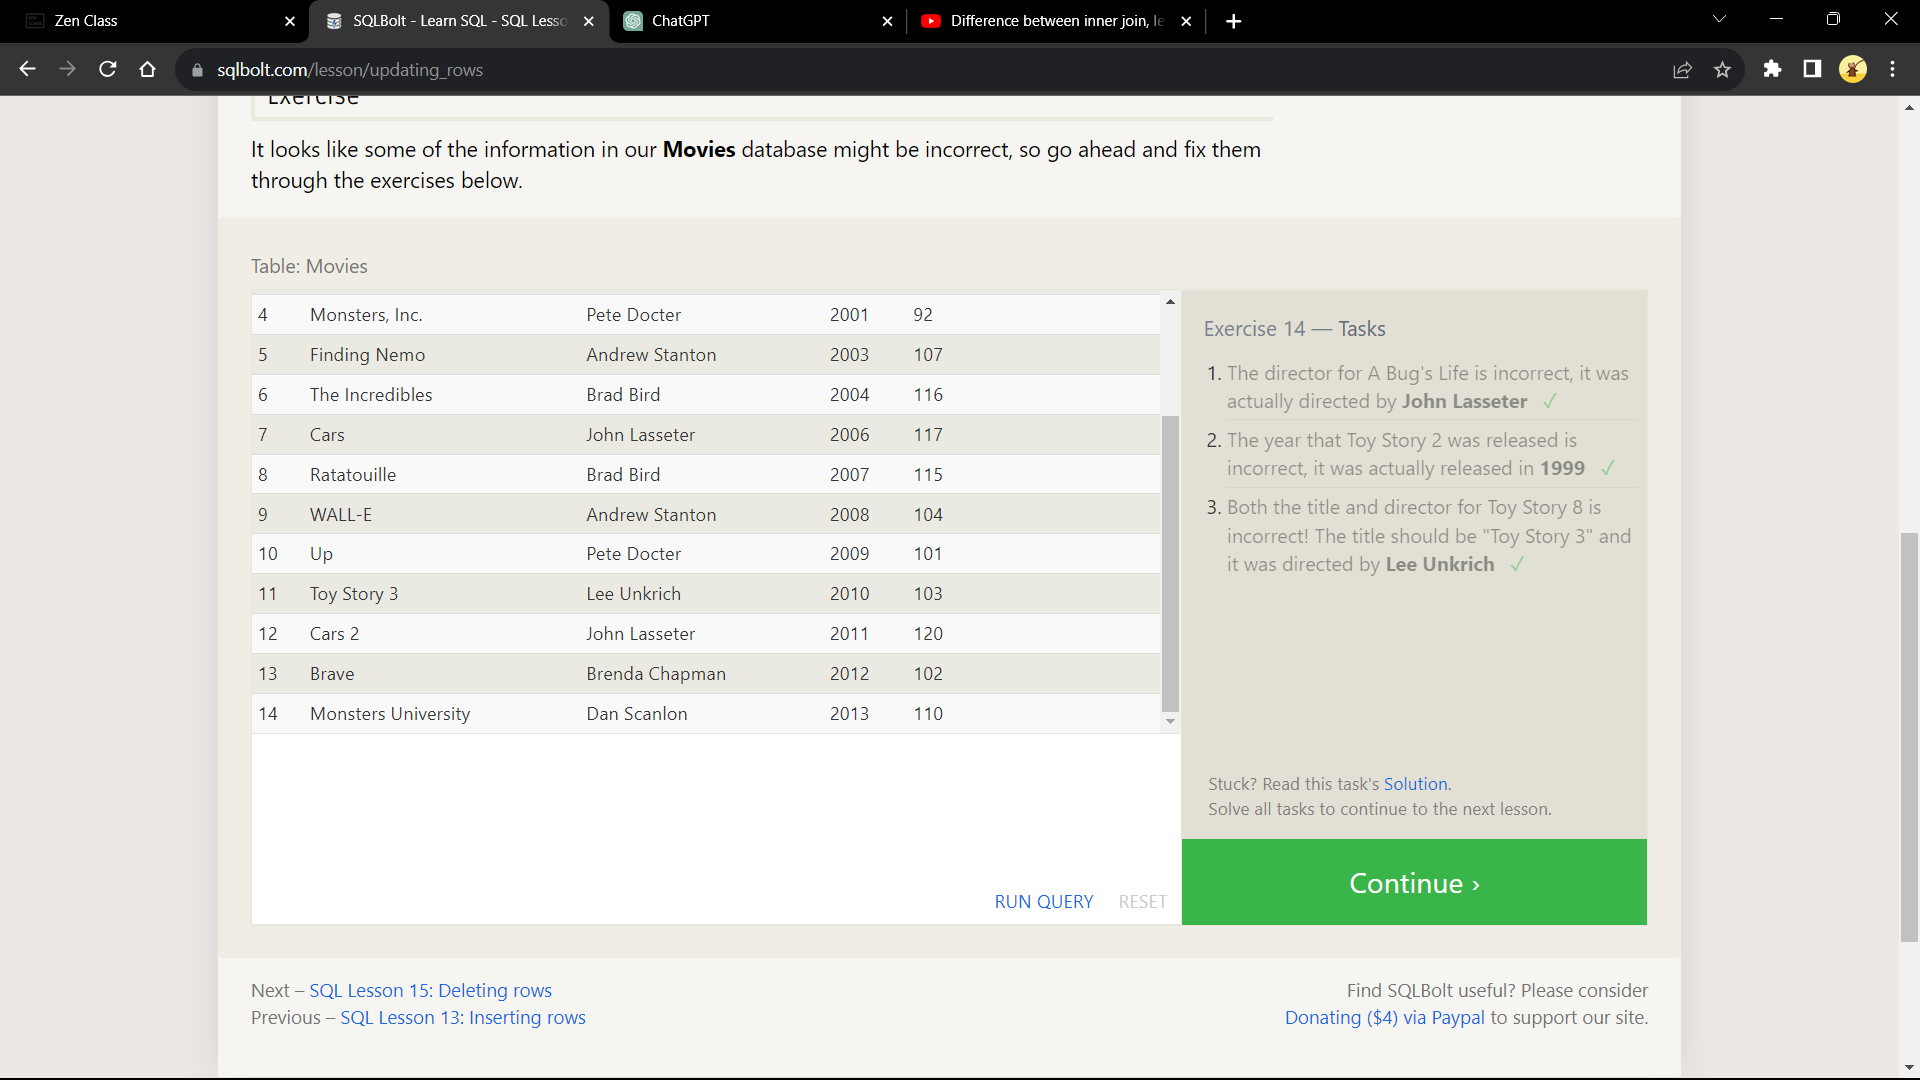 Zen Class
SQLBolt - Learn SQL - SQL Lesso
ChatGPT
Difference between inner join, le
sqlbolt.com/lesson/updating_rows
Exercise
It looks like some of the information in our Movies database might be incorrect, so go ahead and fix them
through the exercises below.
Table: Movies
4 Monsters, Inc. Pete Docter 2001 92
5 Finding Nemo Andrew Stanton 2003 107
6 The Incredibles Brad Bird 2004 116
7 Cars John Lasseter 2006 117
8 Ratatouille Brad Bird 2007 115
9 WALL-E Andrew Stanton 2008 104
10 Up Pete Docter 2009 101
11 Toy Story 3 Lee Unkrich 2010 103
12 Cars 2 John Lasseter 2011 120
13 Brave Brenda Chapman 2012 102
14 Monsters University Dan Scanlon 2013 110
RUN QUERY RESET
Exercise 14 — Tasks
1. The director for A Bug's Life is incorrect, it was
actually directed by John Lasseter ✓
2. The year that Toy Story 2 was released is
incorrect, it was actually released in 1999 ✓
3. Both the title and director for Toy Story 8 is
incorrect! The title should be "Toy Story 3" and
it was directed by Lee Unkrich ✓
Stuck? Read this task's Solution.
Solve all tasks to continue to the next lesson.
Continue ›
Next – SQL Lesson 15: Deleting rows
Previous – SQL Lesson 13: Inserting rows
Find SQLBolt useful? Please consider
Donating ($4) via Paypal to support our site.